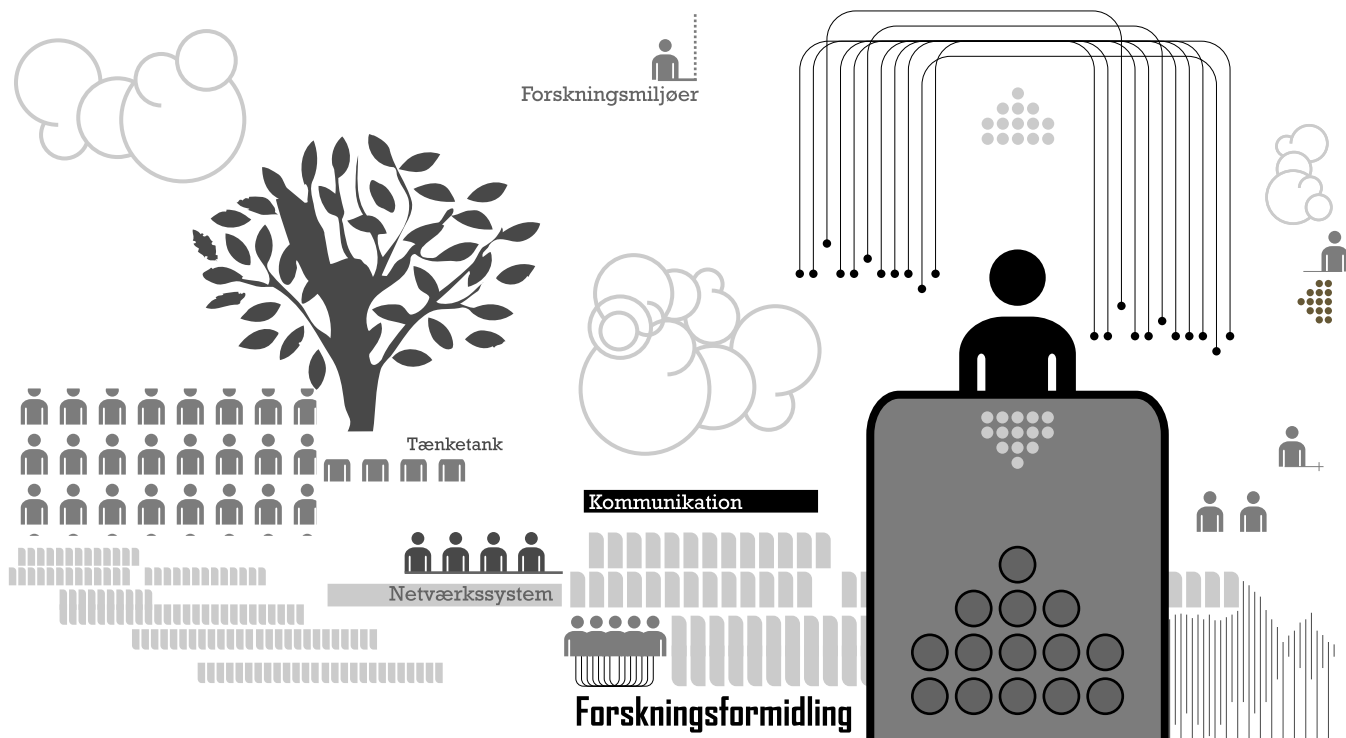 Forskningsmiljøer
Tænketank
Kommunikation
Netværkssystem
Forskningsformidling